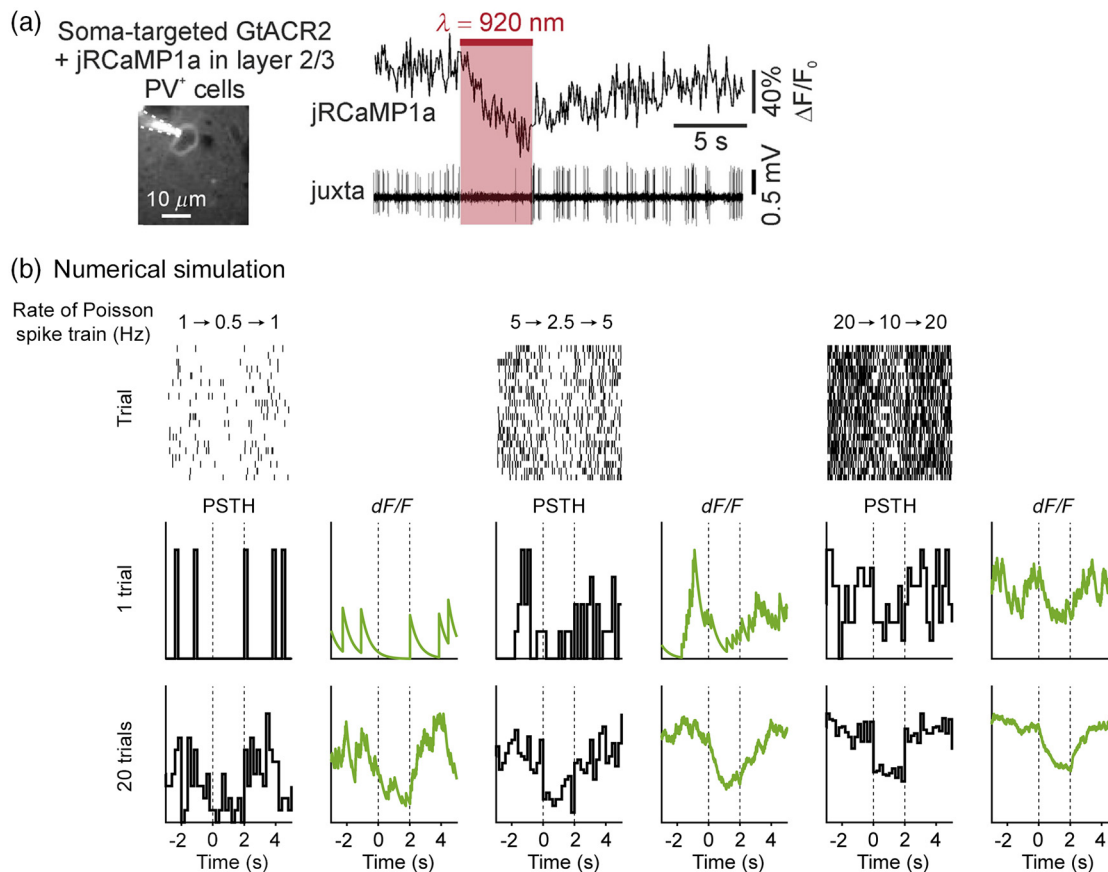 (a)
Soma-targeted GtACR2
+ jRCaMP1a in layer 2/3
PV⁺ cells
10 μm
λ = 920 nm
jRCaMP1a
40%
ΔF/F₀
5 s
juxta
0.5 mV
(b) Numerical simulation
Rate of Poisson
spike train (Hz)
1 → 0.5 → 1
5 → 2.5 → 5
20 → 10 → 20
Trial
PSTH dF/F PSTH dF/F PSTH dF/F
1 trial
20 trials
-2 0 2 4 -2 0 2 4 -2 0 2 4 -2 0 2 4 -2 0 2 4 -2 0 2 4
Time (s) Time (s) Time (s) Time (s) Time (s) Time (s)